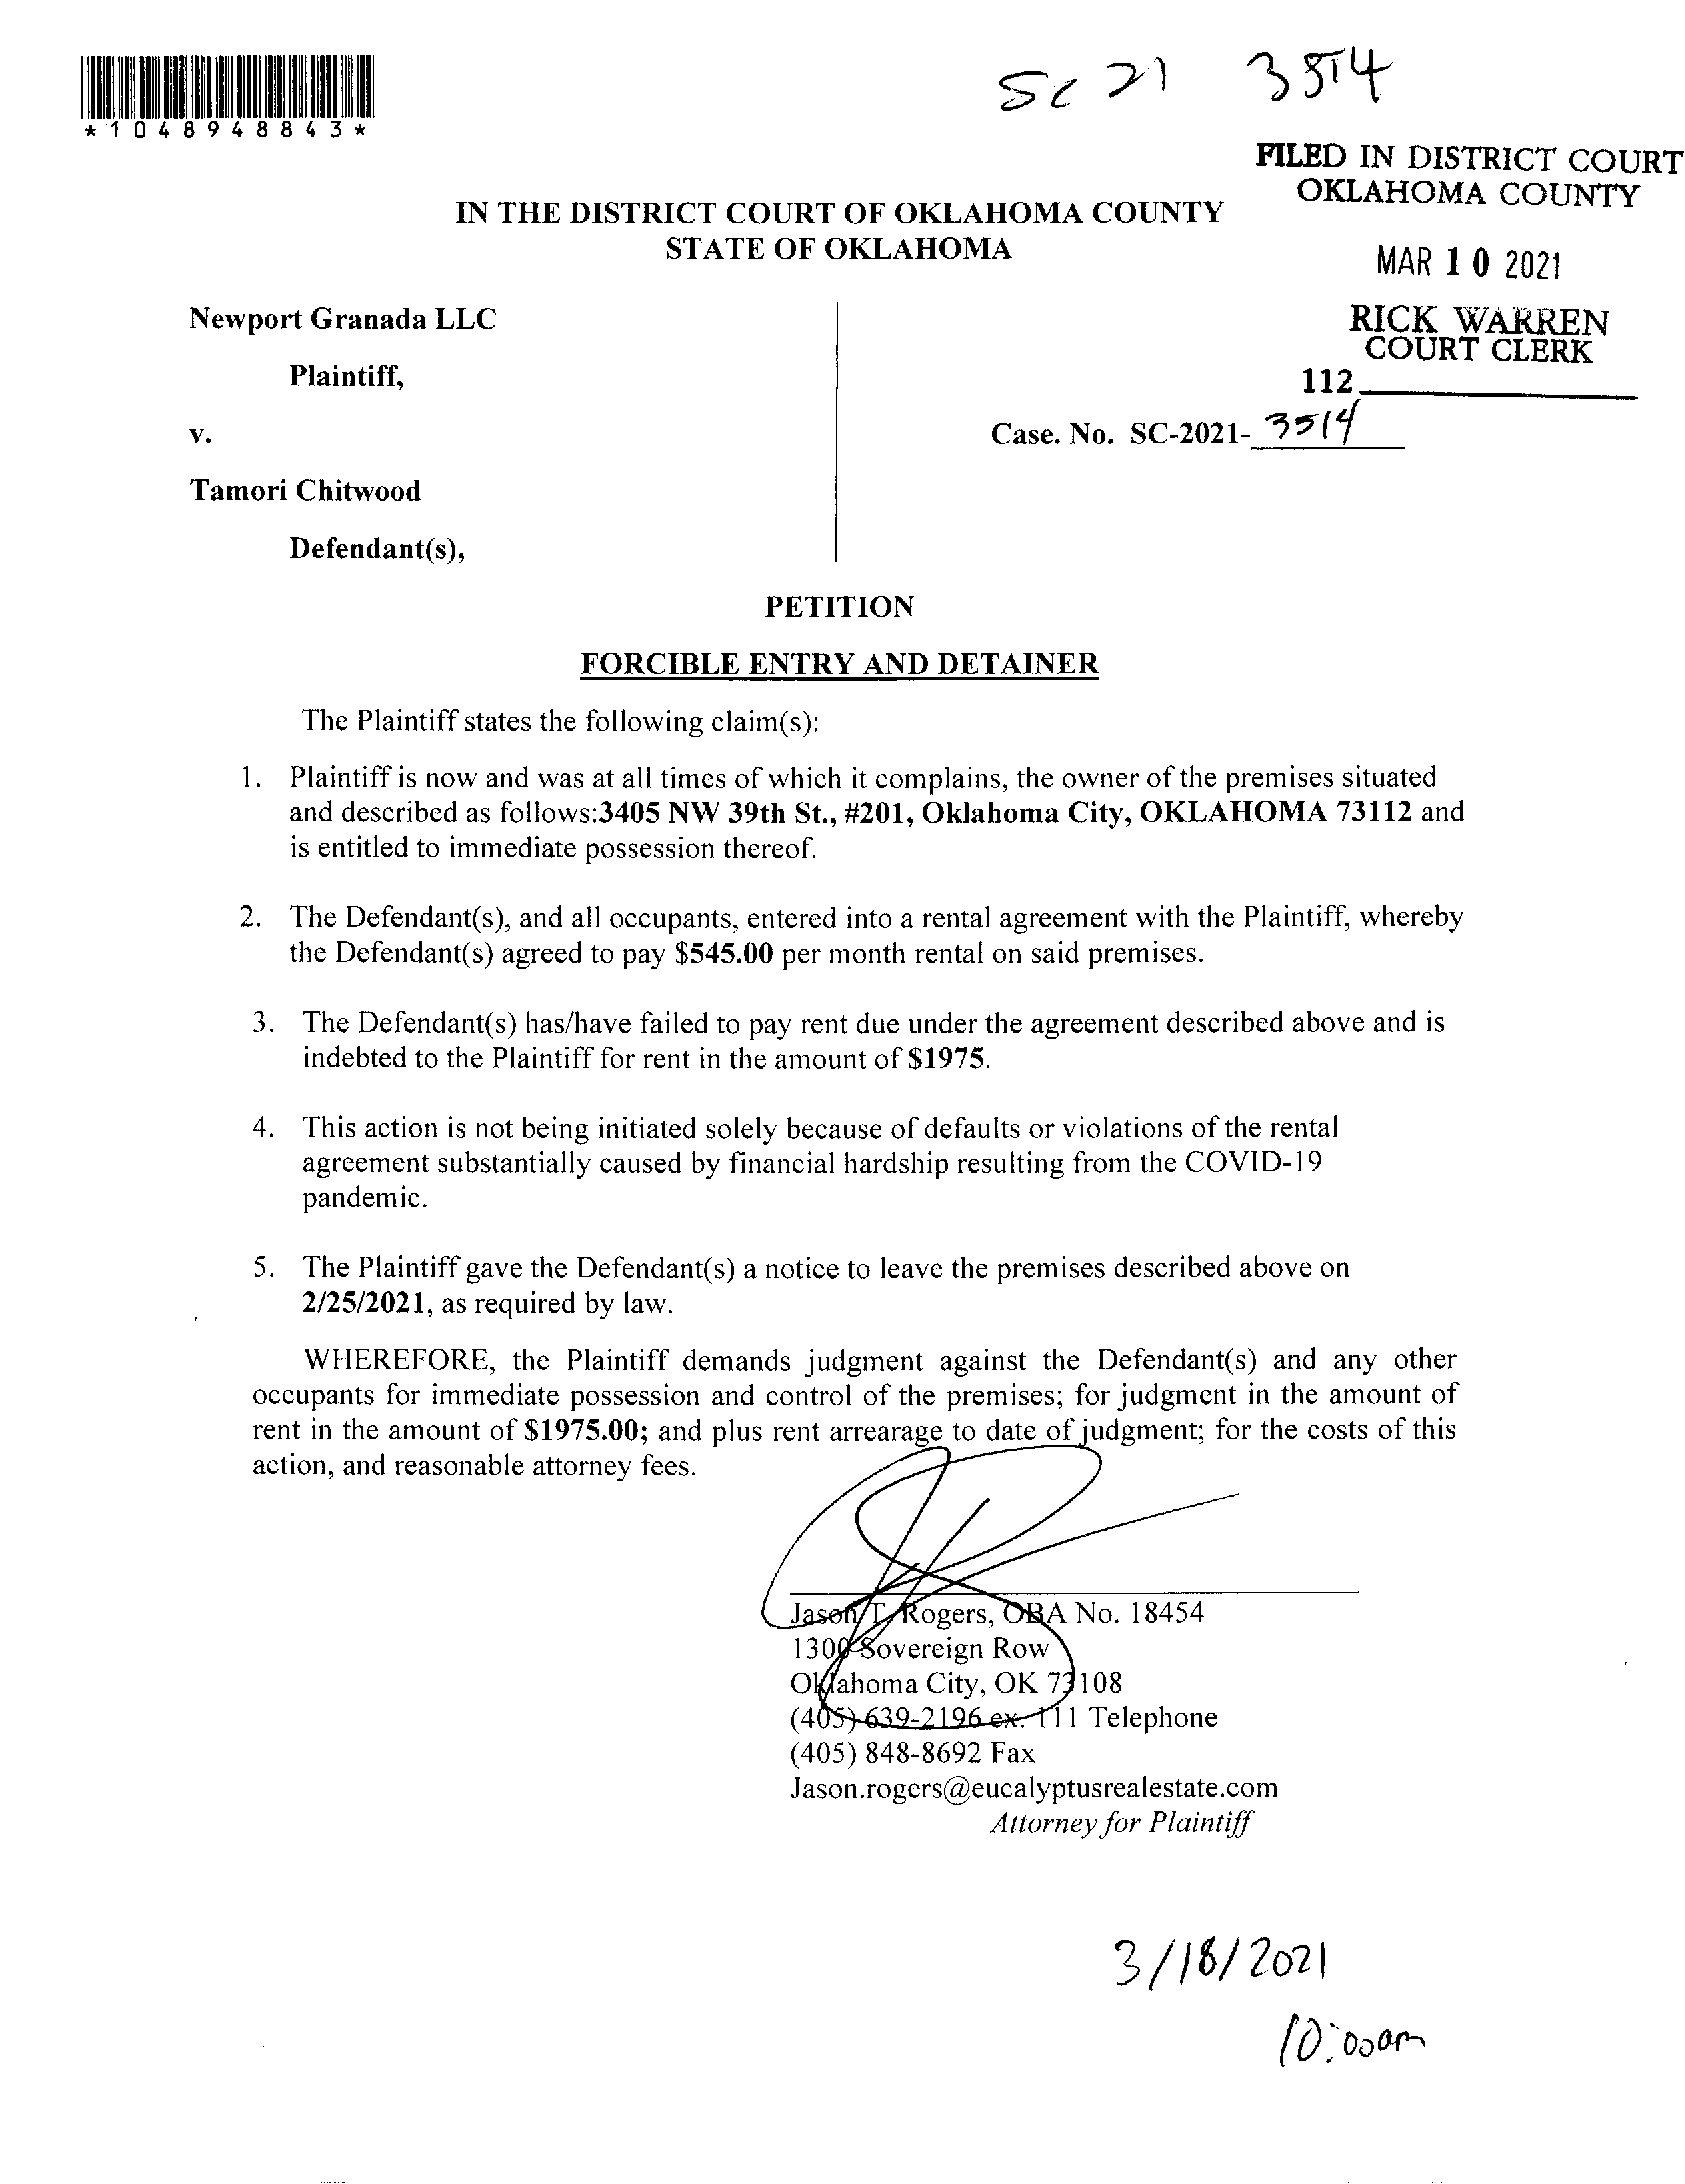 *1048948843*
SC 21 3514
FILED IN DISTRICT COURT
OKLAHOMA COUNTY
IN THE DISTRICT COURT OF OKLAHOMA COUNTY
STATE OF OKLAHOMA
MAR 10 2021
Newport Granada LLC
RICK WARREN
COURT CLERK
Plaintiff,
112
v.
Case. No. SC-2021- 3514
Tamori Chitwood
Defendant(s),
PETITION
FORCIBLE ENTRY AND DETAINER
The Plaintiff states the following claim(s):
1. Plaintiff is now and was at all times of which it complains, the owner of the premises situated
and described as follows:3405 NW 39th St., #201, Oklahoma City, OKLAHOMA 73112 and
is entitled to immediate possession thereof.
2. The Defendant(s), and all occupants, entered into a rental agreement with the Plaintiff, whereby
the Defendant(s) agreed to pay $545.00 per month rental on said premises.
3. The Defendant(s) has/have failed to pay rent due under the agreement described above and is
indebted to the Plaintiff for rent in the amount of $1975.
4. This action is not being initiated solely because of defaults or violations of the rental
agreement substantially caused by financial hardship resulting from the COVID-19
pandemic.
5. The Plaintiff gave the Defendant(s) a notice to leave the premises described above on
2/25/2021, as required by law.
WHEREFORE, the Plaintiff demands judgment against the Defendant(s) and any other
occupants for immediate possession and control of the premises; for judgment in the amount of
rent in the amount of $1975.00; and plus rent arrearage to date of judgment; for the costs of this
action, and reasonable attorney fees.
Jason T. Rogers, OBA No. 18454
1300 Sovereign Row
Oklahoma City, OK 73108
(405) 639-2196 ex. 111 Telephone
(405) 848-8692 Fax
Jason.rogers@eucalyptusrealestate.com
Attorney for Plaintiff
3/18/2021
10:00am